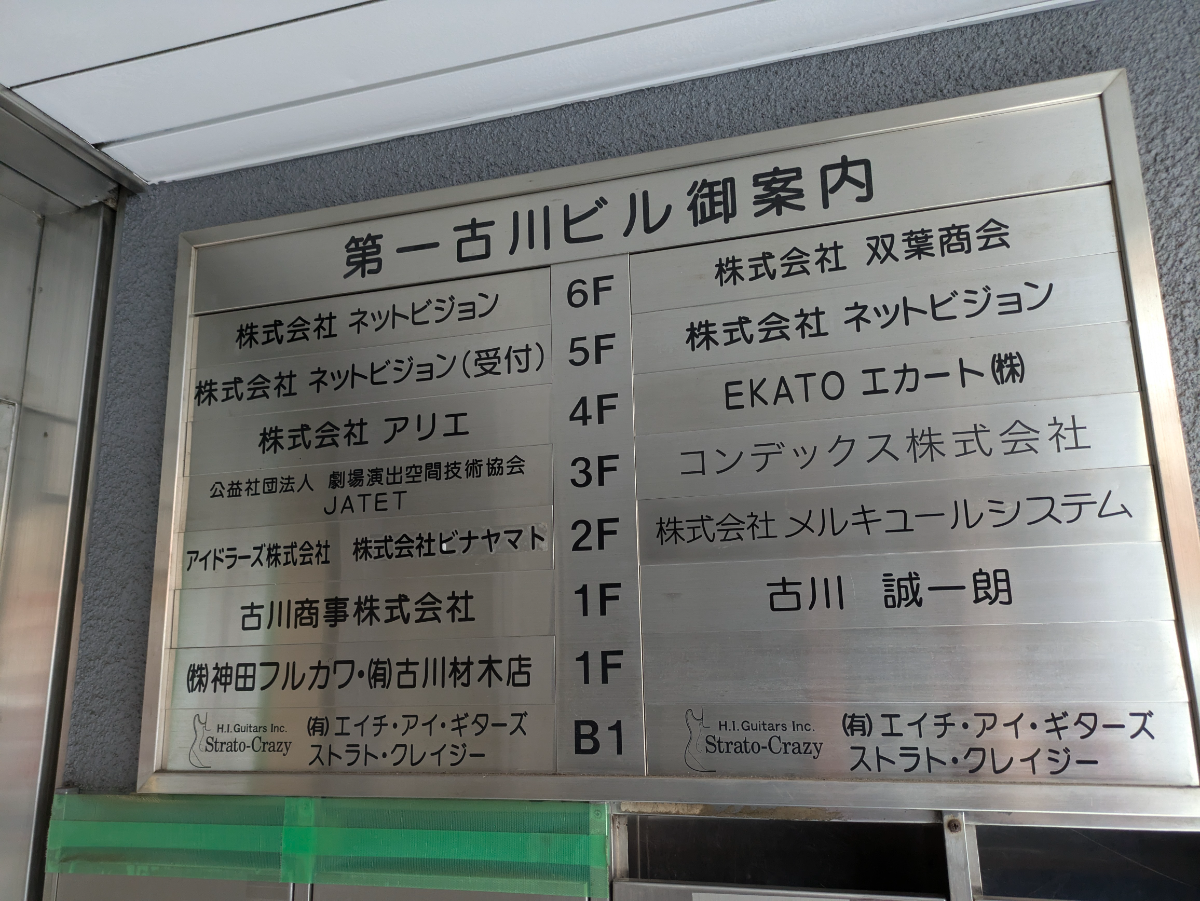 第一古川ビル御案内
株式会社 ネットビジョン 6F 株式会社 双葉商会
株式会社 ネットビジョン(受付) 5F 株式会社 ネットビジョン
株式会社 アリエ 4F EKATO エカート㈱
公益社団法人 劇場演出空間技術協会
JATET
3F コンデックス株式会社
アイドラーズ株式会社 株式会社ビナヤマト 2F 株式会社 メルキュールシステム
古川商事株式会社 1F 古川 誠一朗
㈱神田フルカワ・㈲古川材木店 1F
H.I.Guitars Inc.
Strato-Crazy
㈲エイチ・アイ・ギターズ
ストラト・クレイジー
B1
H.I.Guitars Inc.
Strato-Crazy
㈲エイチ・アイ・ギターズ
ストラト・クレイジー